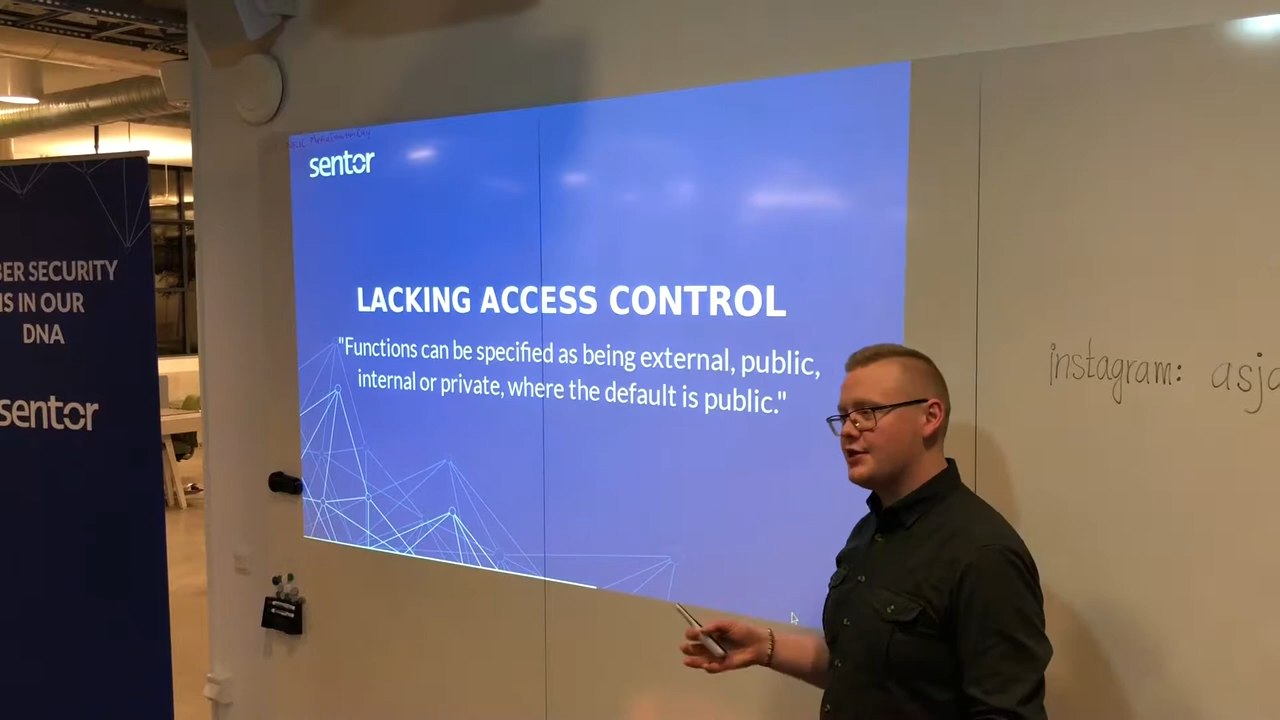 BER SECURITY
IS IN OUR
DNA
sentor
sentor
LACKING ACCESS CONTROL
"Functions can be specified as being external, public,
internal or private, where the default is public."
instagram: